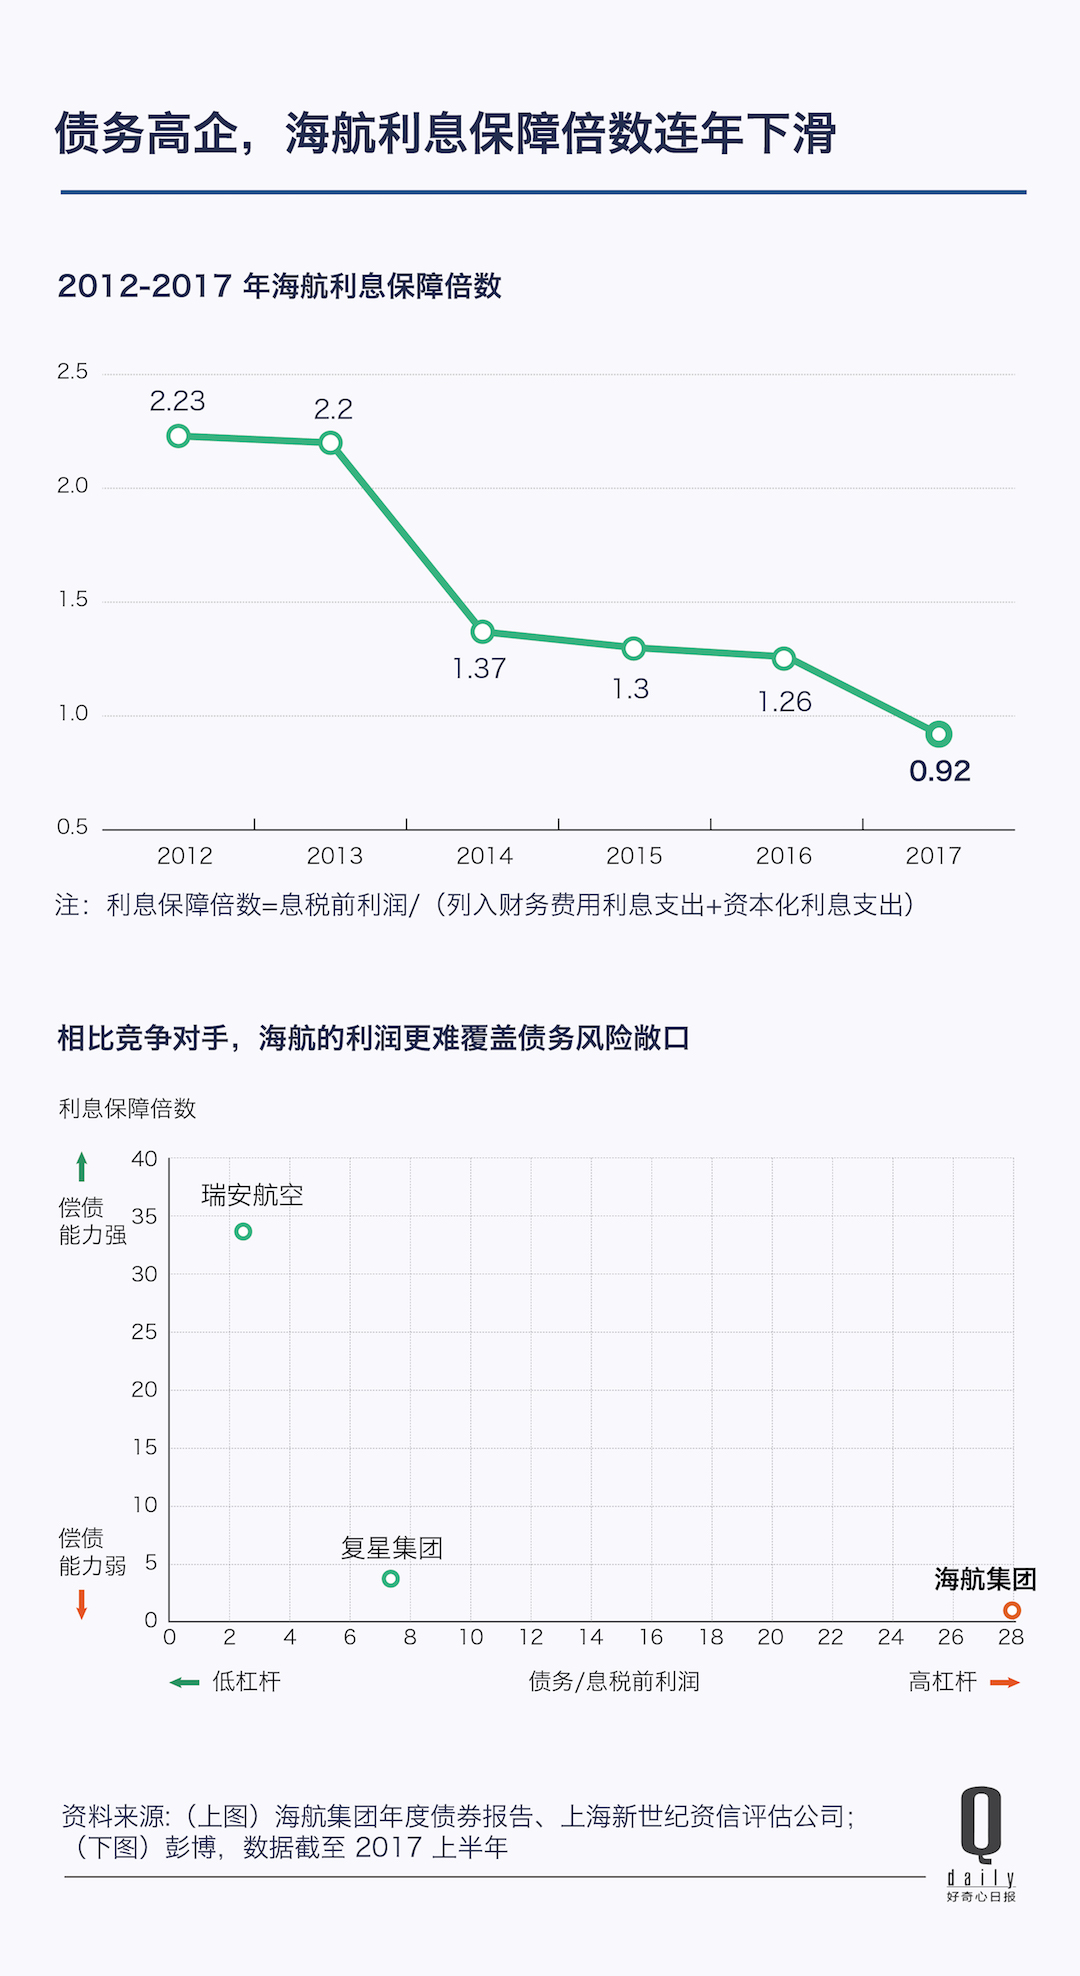 债务高企，海航利息保障倍数连年下滑
2012-2017 年海航利息保障倍数
2.5
2.23
2.2
2.0
1.5
1.37
1.3
1.26
1.0
0.92
0.5
2012 2013 2014 2015 2016 2017
注：利息保障倍数=息税前利润/（列入财务费用利息支出+资本化利息支出）
相比竞争对手，海航的利润更难覆盖债务风险敞口
利息保障倍数
40
瑞安航空
偿债
能力强
35
30
25
20
15
10
偿债
能力弱
复星集团
5
海航集团
0
0 2 4 6 8 10 12 14 16 18 20 22 24 26 28
低杠杆 债务/息税前利润 高杠杆
资料来源:（上图）海航集团年度债券报告、上海新世纪资信评估公司；
（下图）彭博，数据截至 2017 上半年
Q
daily
好奇心日报